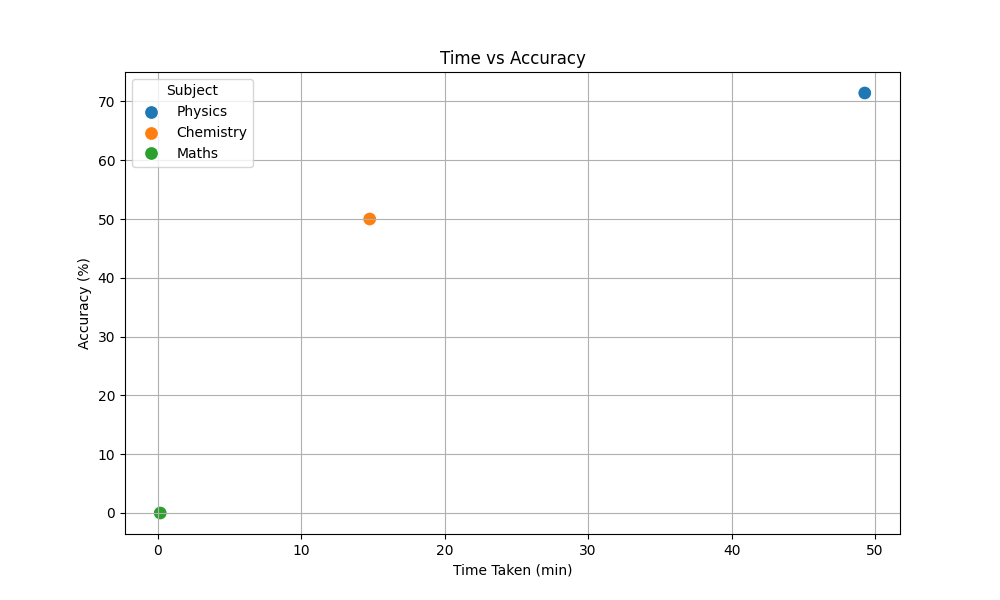 Time vs Accuracy
Subject
Physics
Chemistry
Maths
Accuracy (%)
70
60
50
40
30
20
10
0
0 10 20 30 40 50
Time Taken (min)